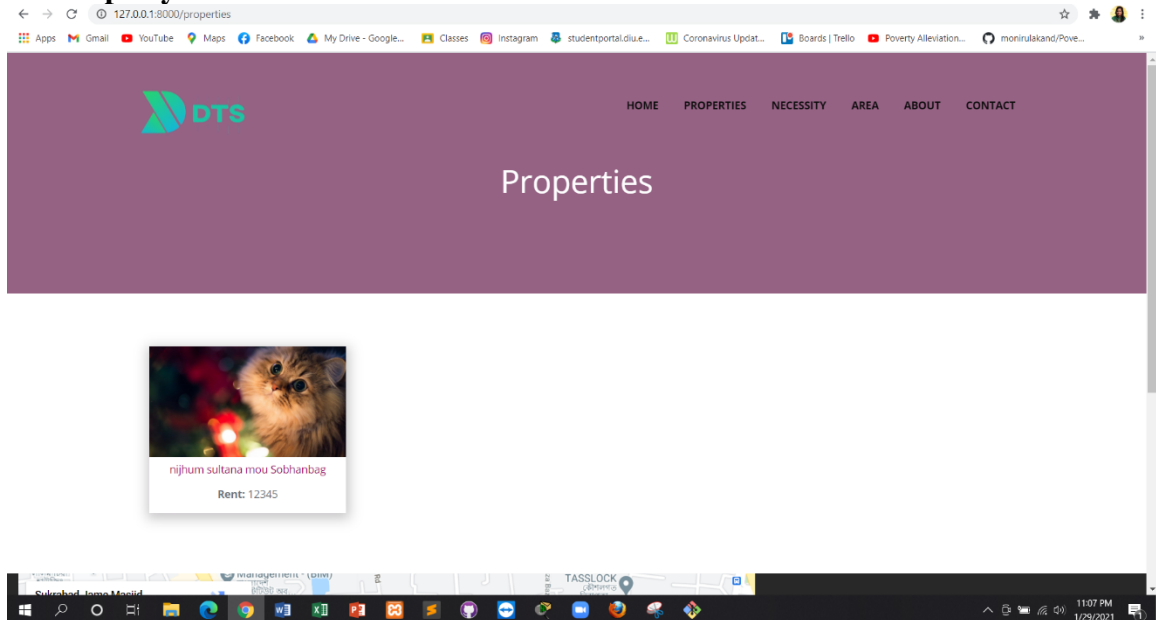 127.0.0.1:8000/properties
Apps Gmail YouTube Maps Facebook My Drive - Google... Classes Instagram studentportal.diu.e... Coronavirus Updat... Boards | Trello Poverty Alleviation... monirulakand/Pove... »
DTS
HOME PROPERTIES NECESSITY AREA ABOUT CONTACT
Properties
nijhum sultana mou Sobhanbag
Rent: 12345
Management - (BIM)
Rd
TASSLOCK
Sukrabad Jame Masjid
11:07 PM
1/29/2021